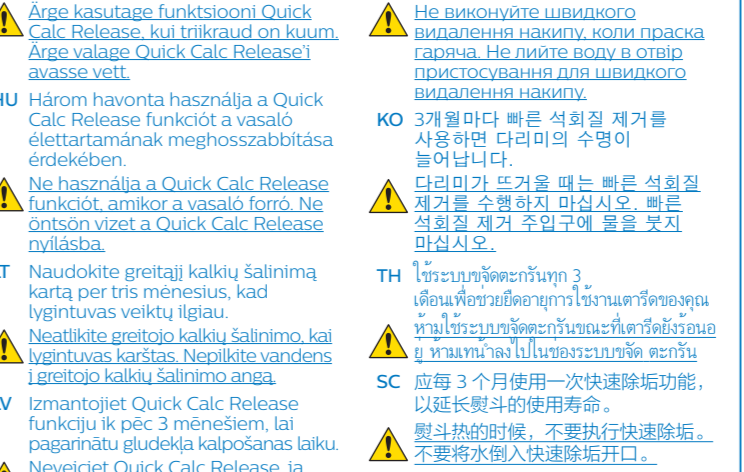 Ärge kasutage funktsiooni Quick
Calc Release, kui triikraud on kuum.
Ärge valage Quick Calc Release'i
avasse vett.
HU Három havonta használja a Quick
Calc Release funkciót a vasaló
élettartamának meghosszabbítása
érdekében.
Ne használja a Quick Calc Release
funkciót, amikor a vasaló forró. Ne
öntsön vizet a Quick Calc Release
nyílásba.
LT Naudokite greitąjį kalkių šalinimą
kartą per tris mėnesius, kad
lygintuvas veiktų ilgiau.
Neatlikite greitojo kalkių šalinimo, kai
lygintuvas karštas. Nepilkite vandens
į greitojo kalkių šalinimo angą.
LV Izmantojiet Quick Calc Release
funkciju ik pēc 3 mēnešiem, lai
pagarinātu gludekļa kalpošanas laiku.
Neveiciet Quick Calc Release, ja
Не виконуйте швидкого
видалення накипу, коли праска
гаряча. Не лийте воду в отвір
пристосування для швидкого
видалення накипу.
KO 3개월마다 빠른 석회질 제거를
사용하면 다리미의 수명이
늘어납니다.
다리미가 뜨거울 때는 빠른 석회질
제거를 수행하지 마십시오. 빠른
석회질 제거 주입구에 물을 붓지
마십시오.
TH ใช้ระบบขจัดตะกรันทุก 3
เดือนเพื่อช่วยยืดอายุการใช้งานเตารีดของคุณ
ห้ามใช้ระบบขจัดตะกรันขณะที่เตารีดยังร้อนอ
ยู่ ห้ามเทน้ำลงไปในช่องระบบขจัด ตะกรัน
SC 应每 3 个月使用一次快速除垢功能，
以延长熨斗的使用寿命。
熨斗热的时候，不要执行快速除垢。
不要将水倒入快速除垢开口。